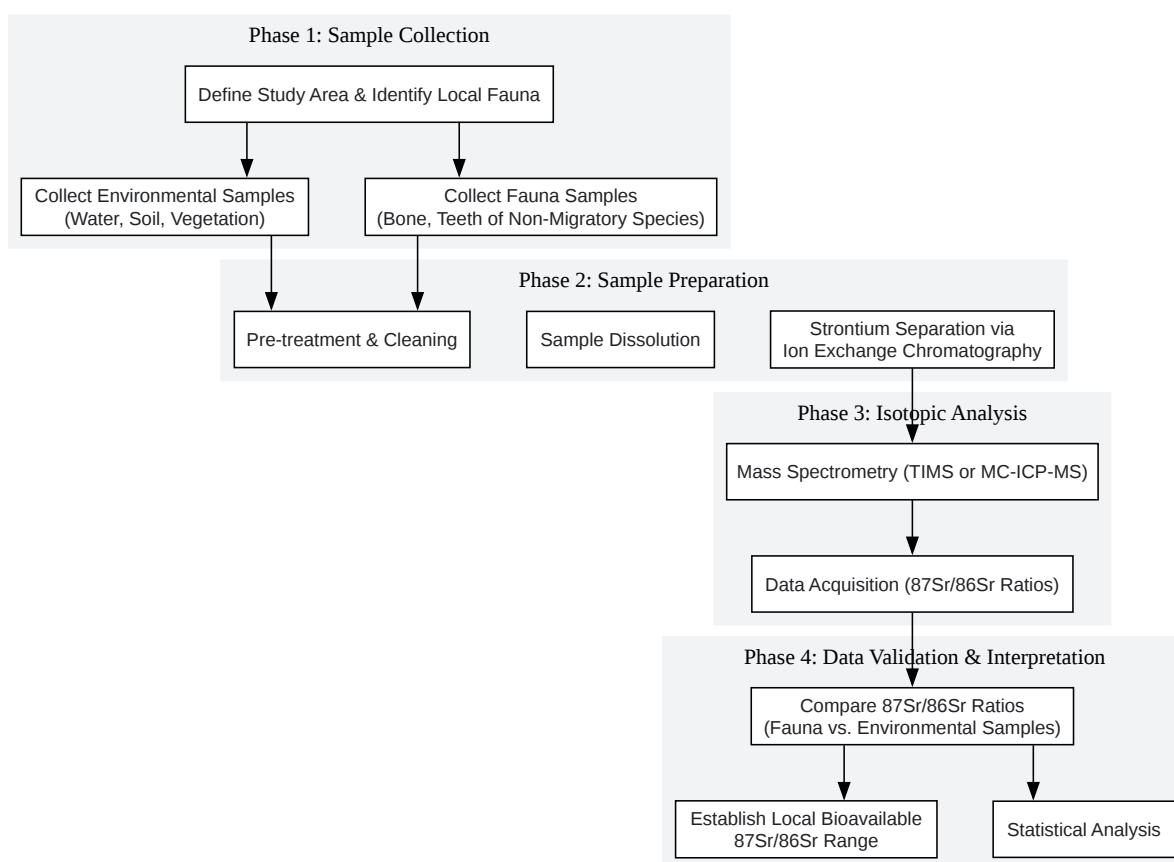 Phase 1: Sample Collection
Define Study Area & Identify Local Fauna
Collect Environmental Samples
(Water, Soil, Vegetation)
Collect Fauna Samples
(Bone, Teeth of Non-Migratory Species)
Phase 2: Sample Preparation
Pre-treatment & Cleaning
Sample Dissolution
Strontium Separation via
Ion Exchange Chromatography
Phase 3: Isotopic Analysis
Mass Spectrometry (TIMS or MC-ICP-MS)
Data Acquisition (87Sr/86Sr Ratios)
Phase 4: Data Validation & Interpretation
Compare 87Sr/86Sr Ratios
(Fauna vs. Environmental Samples)
Establish Local Bioavailable
87Sr/86Sr Range
Statistical Analysis